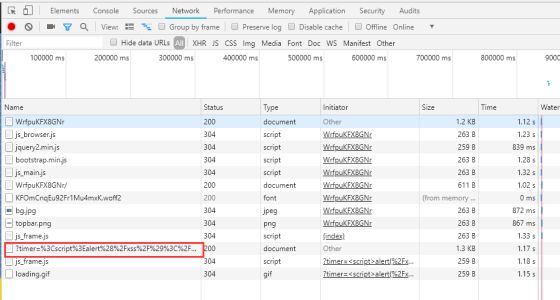 Elements Console Sources Network Performance Memory Application Security Audits
View: Group by frame Preserve log Disable cache Offline Online
Filter Hide data URLs All XHR JS CSS Img Media Font Doc WS Manifest Other
100000 ms 200000 ms 300000 ms 400000 ms 500000 ms 600000 ms 700000 ms 800000 ms 9000
Name Status Type Initiator Size Time Water
WrfpuKFX8GNr 200 document Other 1.2 KB 1.12 s
js_browser.js 304 script WrfpuKFX8GNr 263 B 1.23 s
jquery2.min.js 304 script WrfpuKFX8GNr 259 B 839 ms
bootstrap.min.js 304 script WrfpuKFX8GNr 263 B 1.28 s
js_main.js 304 script WrfpuKFX8GNr 263 B 1.32 s
WrfpuKFX8GNr/ 200 document WrfpuKFX8GNr 611 B 1.02 s
KFOmCnqEu92Fr1Mu4mxK.woff2 200 font WrfpuKFX8GNr (from memory ... 0 ms
bg.jpg 304 jpeg WrfpuKFX8GNr 263 B 872 ms
topbar.png 304 png WrfpuKFX8GNr 263 B 867 ms
js_frame.js 304 script (index) 263 B 1.33 s
?timer=%3Cscript%3Ealert%28%2Fxss%2F%29%3C%2F... 200 document Other 1.3 KB 1.17 s
js_frame.js 304 script ?timer=<script>alert(%2Fx... 259 B 1.18 s
loading.gif 304 gif ?timer=<script>alert(%2Fx... 259 B 1.15 s